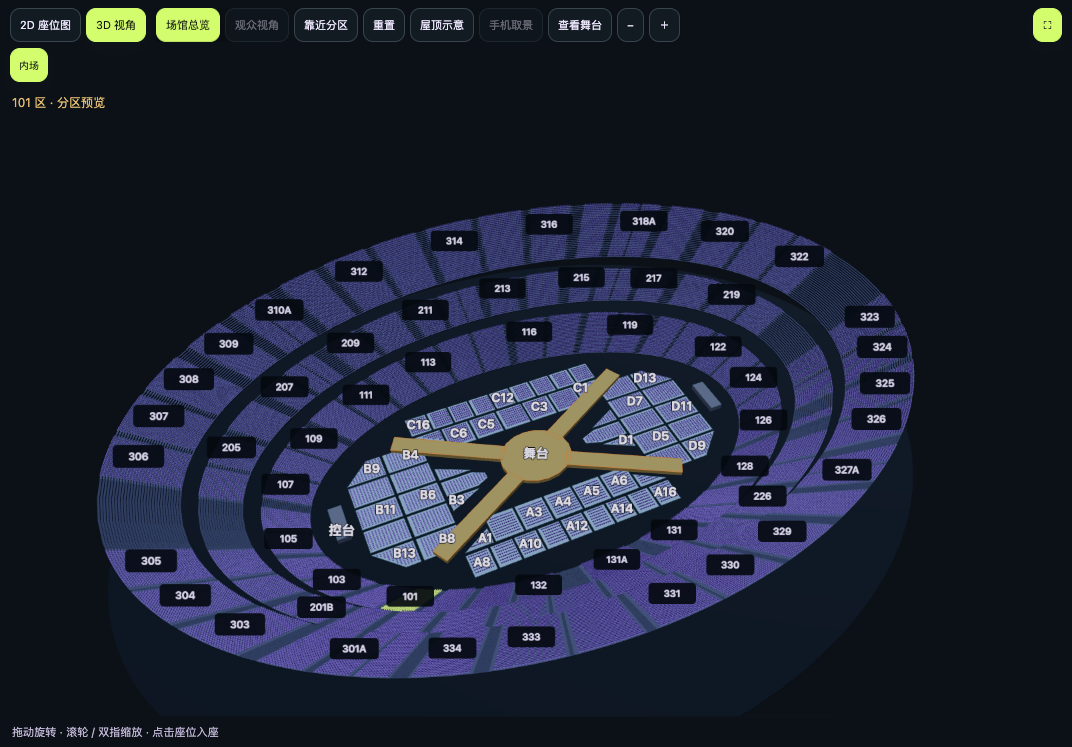 2D 座位图 3D 视角 场馆总览 观众视角 靠近分区 重置 屋顶示意 手机取景 查看舞台 − +
内场
101 区 · 分区预览
316 318A
314 320
322
312
215 217
213 219
310A 211
323
119
116
309 209 122 324
113
308 207 124 325
111
C1 D13
C12 D7
C3 D11
307 126 326
C16 C6 C5
109 D1 D5 D9
205 B4 舞台
306 B9 128 327A
107 B6 B3 A6 A16 226
B11 A5
A4 A14
A3
控台 A12 131 329
105 B8 A1
B13 A10
305 A8 131A 330
103 132
304 101 331
201B
303 333
301A 334
拖动旋转 · 滚轮 / 双指缩放 · 点击座位入座